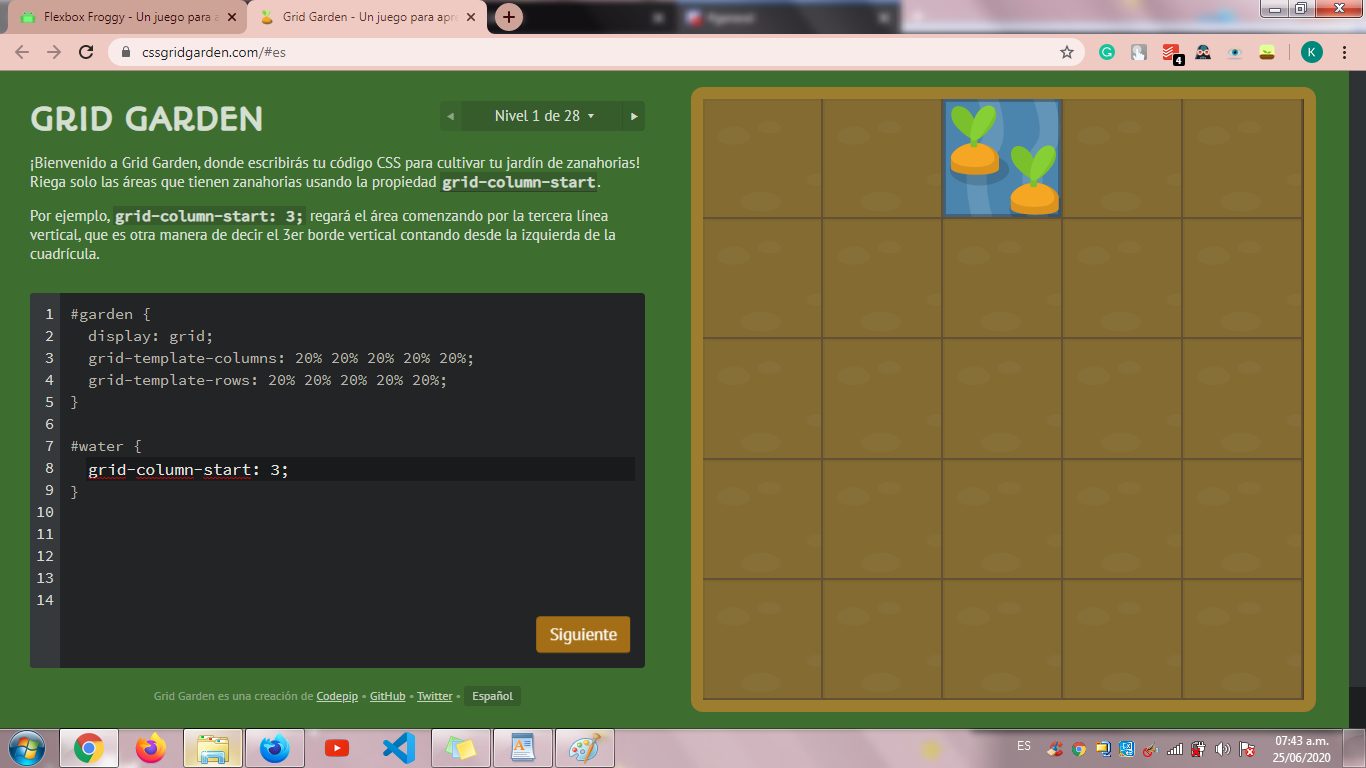 Flexbox Froggy - Un juego para a
Grid Garden - Un juego para apre
cssgridgarden.com/#es
4
K
GRID GARDEN
◄ Nivel 1 de 28 ▾ ►
¡Bienvenido a Grid Garden, donde escribirás tu código CSS para cultivar tu jardín de zanahorias!
Riega solo las áreas que tienen zanahorias usando la propiedad grid-column-start.
Por ejemplo, grid-column-start: 3; regará el área comenzando por la tercera línea
vertical, que es otra manera de decir el 3er borde vertical contando desde la izquierda de la
cuadrícula.
1 #garden {
2 display: grid;
3 grid-template-columns: 20% 20% 20% 20% 20%;
4 grid-template-rows: 20% 20% 20% 20% 20%;
5 }
6
7 #water {
8 grid-column-start: 3;
9 }
10
11
12
13
14
Siguiente
Grid Garden es una creación de Codepip • GitHub • Twitter • Español
ES
07:43 a.m.
25/06/2020